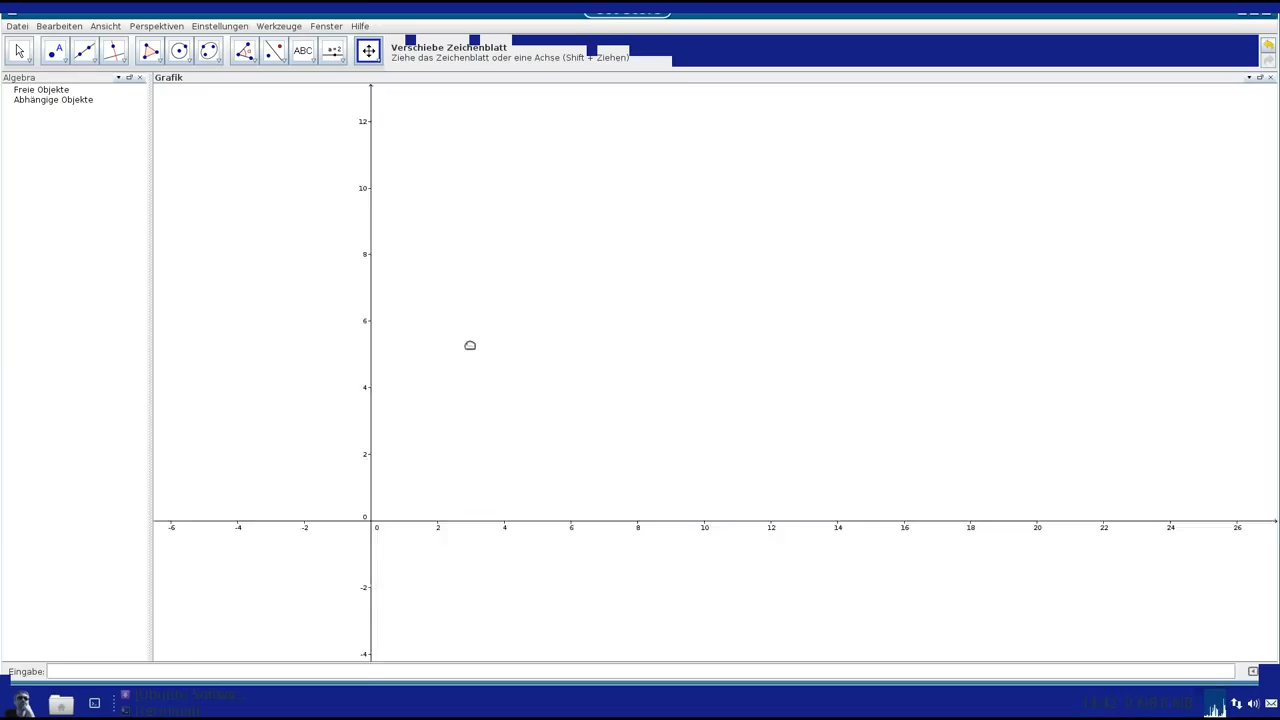 Datei Bearbeiten Ansicht Perspektiven Einstellungen Werkzeuge Fenster Hilfe
A ABC a=2 Verschiebe Zeichenblatt
Ziehe das Zeichenblatt oder eine Achse (Shift + Ziehen)
Algebra Grafik
Freie Objekte
Abhängige Objekte
12
10
8
6
4
2
0
-6 -4 -2 0 2 4 6 8 10 12 14 16 18 20 22 24 26
-2
-4
Eingabe: